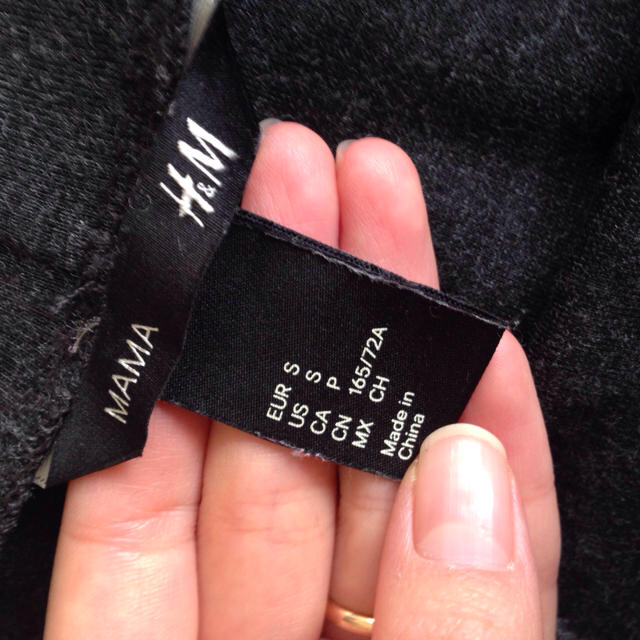 H&M
MAMA
EUR S
US S
CA P
CN 165/72A
MX CH
Made in
China